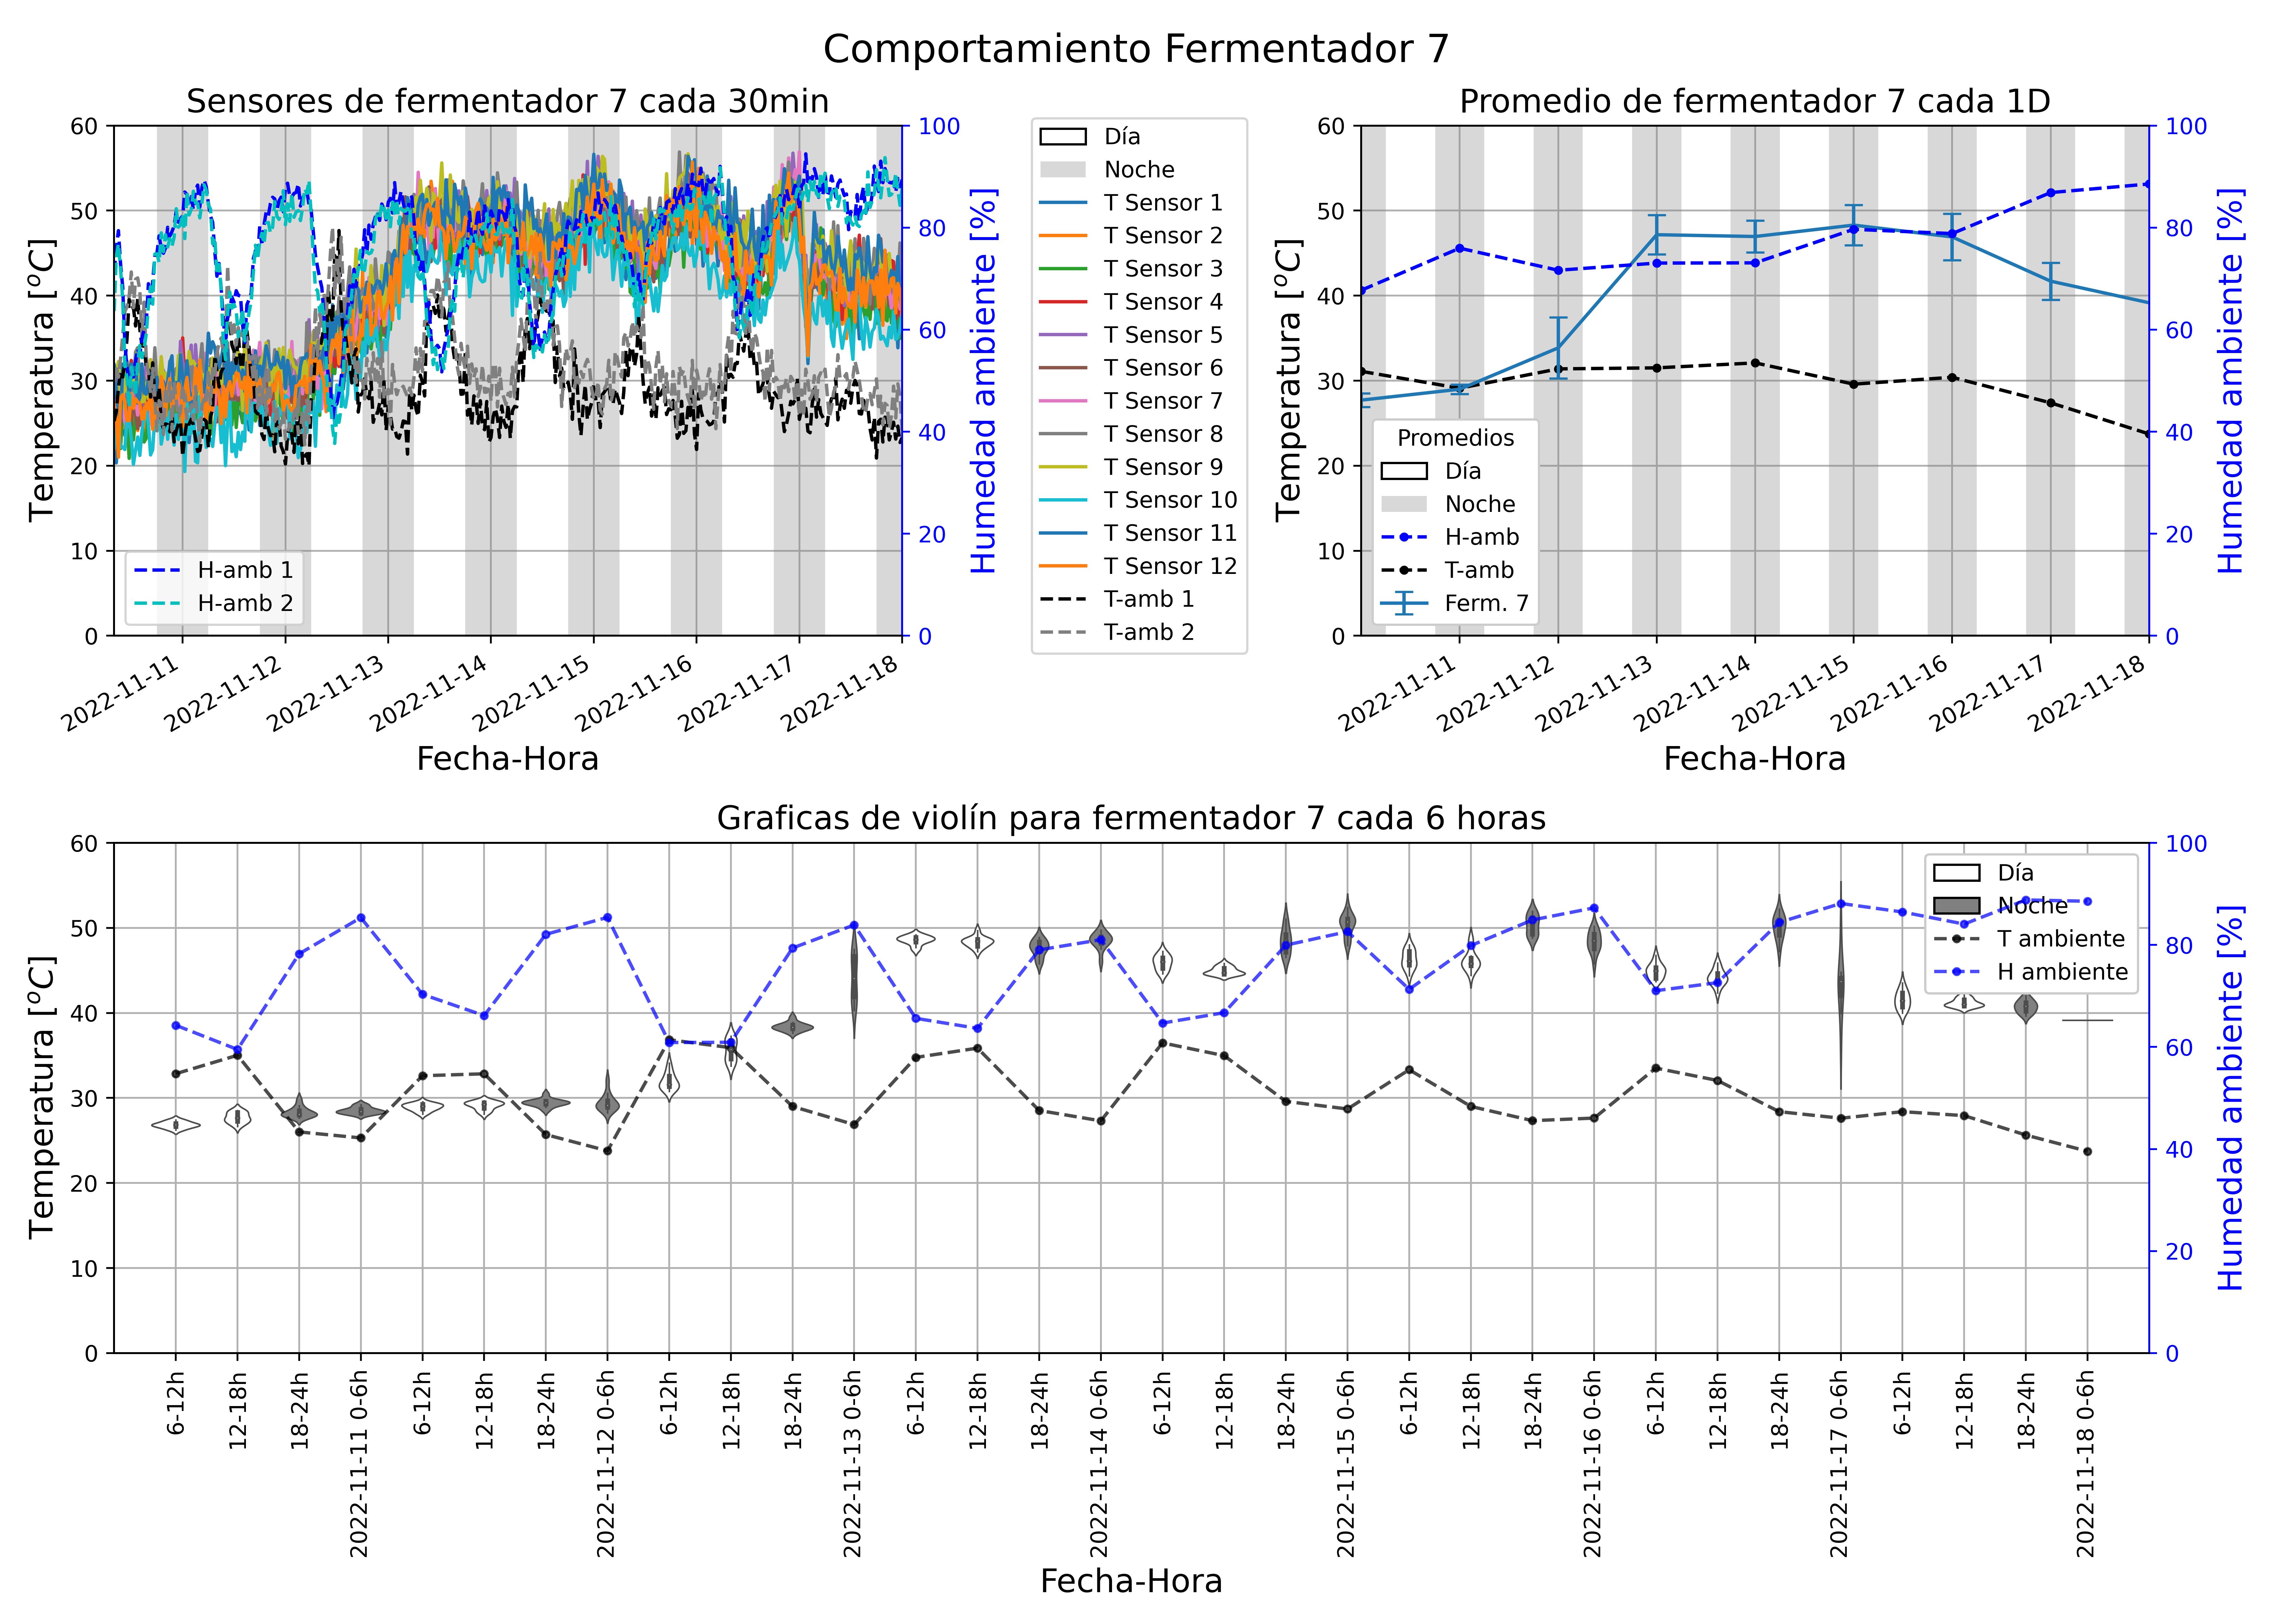 Comportamiento Fermentador 7
Sensores de fermentador 7 cada 30min
Temperatura [°C]
60
50
40
30
20
10
0
100
80
60
40
20
0
Humedad ambiente [%]
H-amb 1
H-amb 2
2022-11-11
2022-11-12
2022-11-13
2022-11-14
2022-11-15
2022-11-16
2022-11-17
2022-11-18
Fecha-Hora
Día
Noche
T Sensor 1
T Sensor 2
T Sensor 3
T Sensor 4
T Sensor 5
T Sensor 6
T Sensor 7
T Sensor 8
T Sensor 9
T Sensor 10
T Sensor 11
T Sensor 12
T-amb 1
T-amb 2
Promedio de fermentador 7 cada 1D
Temperatura [°C]
60
50
40
30
20
10
0
100
80
60
40
20
0
Humedad ambiente [%]
Promedios
Día
Noche
H-amb
T-amb
Ferm. 7
2022-11-11
2022-11-12
2022-11-13
2022-11-14
2022-11-15
2022-11-16
2022-11-17
2022-11-18
Fecha-Hora
Graficas de violín para fermentador 7 cada 6 horas
Temperatura [°C]
60
50
40
30
20
10
0
100
80
60
40
20
0
Humedad ambiente [%]
Día
Noche
T ambiente
H ambiente
6-12h
12-18h
18-24h
2022-11-11 0-6h
6-12h
12-18h
18-24h
2022-11-12 0-6h
6-12h
12-18h
18-24h
2022-11-13 0-6h
6-12h
12-18h
18-24h
2022-11-14 0-6h
6-12h
12-18h
18-24h
2022-11-15 0-6h
6-12h
12-18h
18-24h
2022-11-16 0-6h
6-12h
12-18h
18-24h
2022-11-17 0-6h
6-12h
12-18h
18-24h
2022-11-18 0-6h
Fecha-Hora